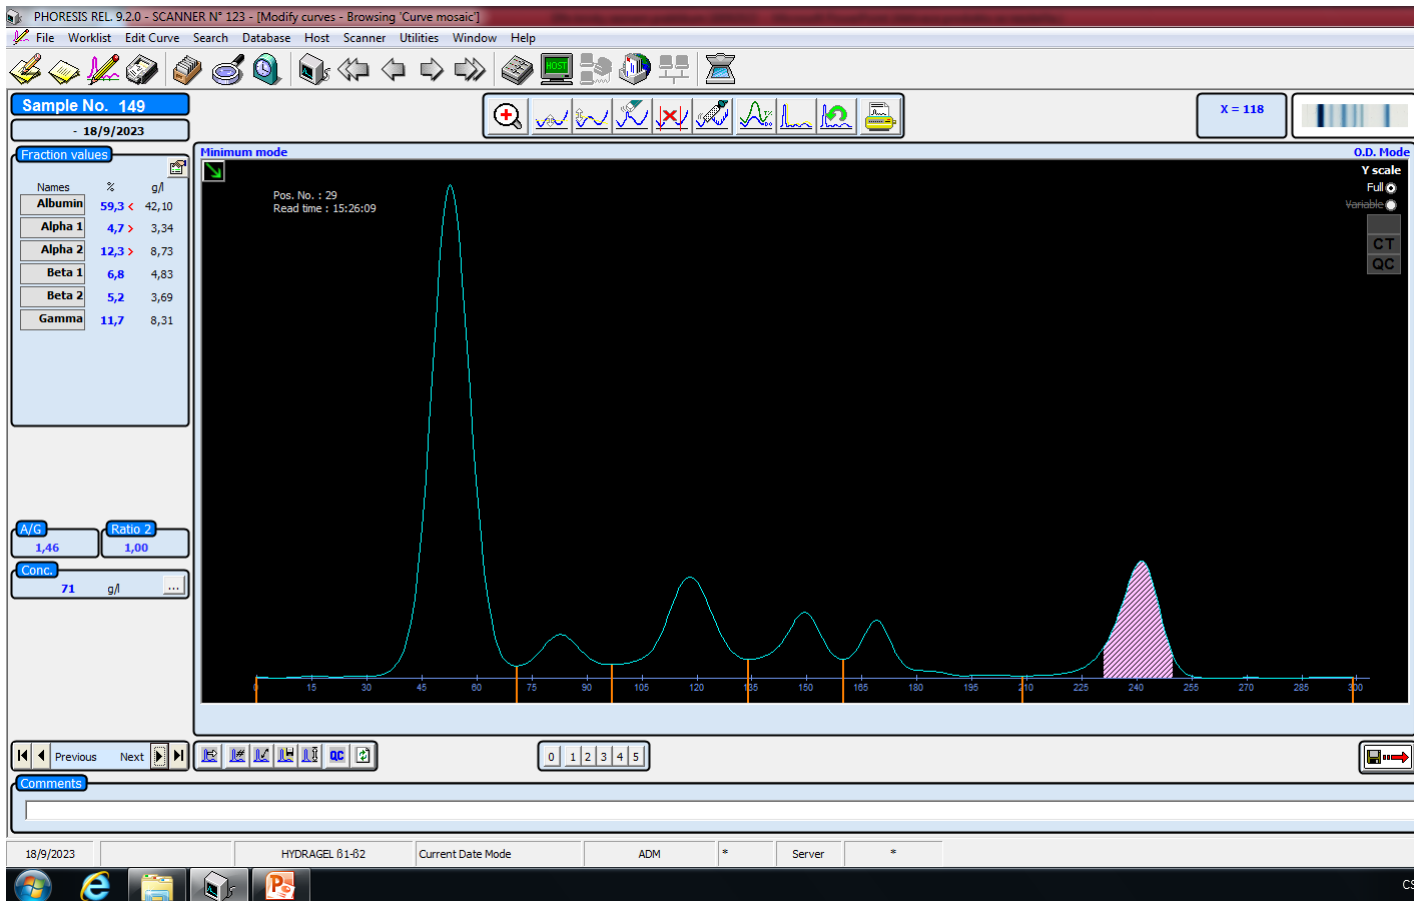 PHORESIS REL. 9.2.0 - SCANNER N° 123 - [Modify curves - Browsing 'Curve mosaic']
File Worklist Edit Curve Search Database Host Scanner Utilities Window Help
HOST
Sample No. 149
- 18/9/2023
X = 118
Fraction values
Names % g/l
Albumin 59,3 < 42,10
Alpha 1 4,7 > 3,34
Alpha 2 12,3 > 8,73
Beta 1 6,8 4,83
Beta 2 5,2 3,69
Gamma 11,7 8,31
A/G Ratio 2
1,46 1,00
Conc.
71 g/l ...
Minimum mode O.D. Mode
Pos. No. : 29
Read time : 15:26:09
Y scale
Full
Variable
CT
QC
0 15 30 45 60 75 90 105 120 135 150 165 180 195 210 225 240 255 270 285 300
Previous Next QC 0 1 2 3 4 5
Comments
18/9/2023 HYDRAGEL ß1-ß2 Current Date Mode ADM * Server *
CS